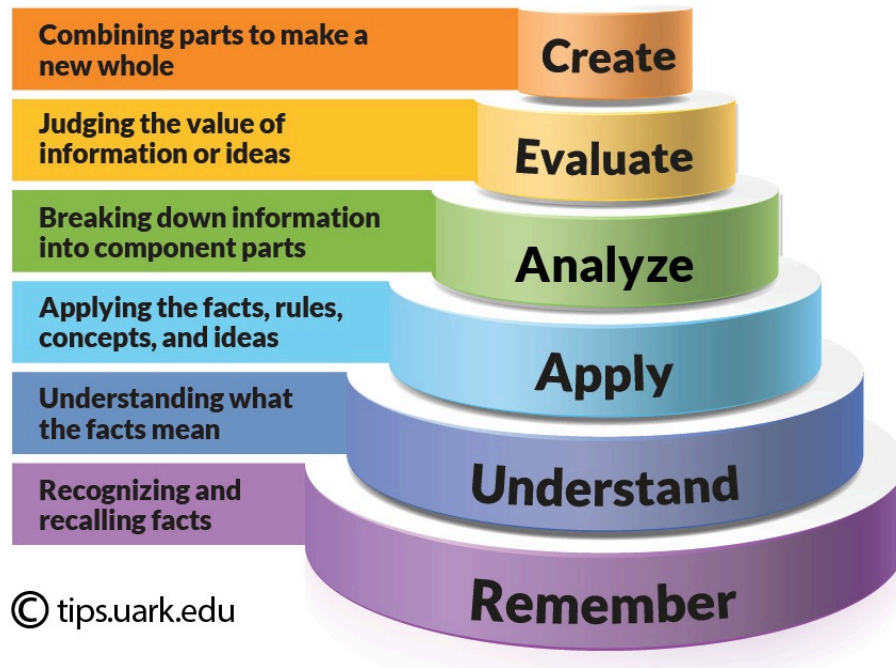 Combining parts to make a
new whole
Create
Judging the value of
information or ideas
Evaluate
Breaking down information
into component parts
Analyze
Applying the facts, rules,
concepts, and ideas
Apply
Understanding what
the facts mean
Understand
Recognizing and
recalling facts
Remember
© tips.uark.edu